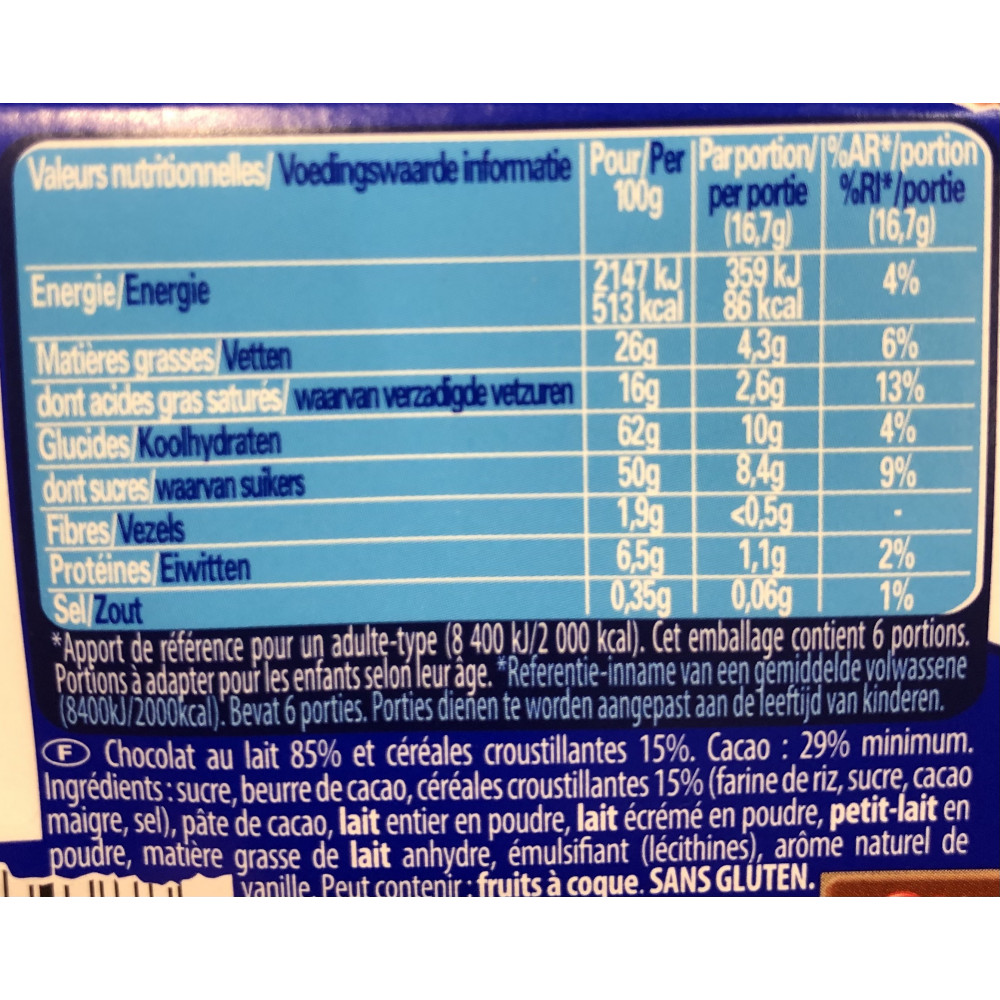 Valeurs nutritionnelles/Voedingswaarde informatie Pour/Per 100g Par portion/per portie (16,7g) %AR*/portion %RI*/portie (16,7g)
Energie/Energie 2147 kJ 513 kcal 359 kJ 86 kcal 4%
Matières grasses/Vetten 26g 4,3g 6%
dont acides gras saturés/waarvan verzadigde vetzuren 16g 2,6g 13%
Glucides/Koolhydraten 62g 10g 4%
dont sucres/waarvan suikers 50g 8,4g 9%
Fibres/Vezels 1,9g <0,5g -
Protéines/Eiwitten 6,5g 1,1g 2%
Sel/Zout 0,35g 0,06g 1%
*Apport de référence pour un adulte-type (8 400 kJ/2 000 kcal). Cet emballage contient 6 portions.
Portions à adapter pour les enfants selon leur âge. *Referentie-inname van een gemiddelde volwassene
(8400kJ/2000kcal). Bevat 6 porties. Porties dienen te worden aangepast aan de leeftijd van kinderen.
F Chocolat au lait 85% et céréales croustillantes 15%. Cacao : 29% minimum.
Ingrédients : sucre, beurre de cacao, céréales croustillantes 15% (farine de riz, sucre, cacao
maigre, sel), pâte de cacao, lait entier en poudre, lait écrémé en poudre, petit-lait en
poudre, matière grasse de lait anhydre, émulsifiant (lécithines), arôme naturel de
vanille. Peut contenir : fruits à coque. SANS GLUTEN.